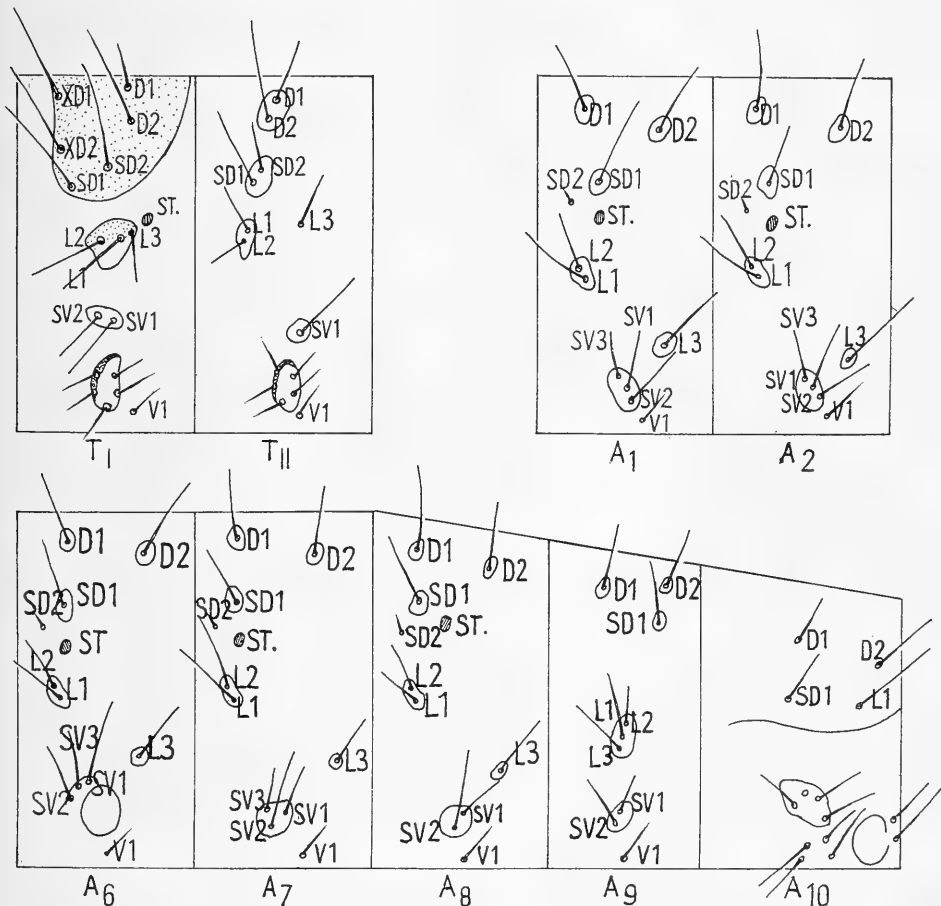 XD1 D1
D2
XD2 SD2
SD1
ST.
L2 L3
L1
SV2 SV1
V1
T I
D1
D2
SD1 SD2
L1 L3
L2
SV1
T II
D1
D2
SD2 SD1
ST.
L2
L1
SV1
SV3 L3
SV2
V1
A1
D1
D2
SD2 SD1
ST.
L2
L1
SV3
L3
SV1
SV2 V1
A2
D1
D2
SD1
SD2
ST
L2
L1
SV3 L3
SV1
SV2
V1
A6
D1
D2
SD1
SD2
ST.
L2
L1
L3
SV3 SV1
SV2
V1
A7
D1
D2
SD1
SD2 ST.
L2
L1
L3
SV1
SV2
V1
A8
D1 D2
SD1
L1 L2
L3
SV1
SV2
V1
A9
D1
D2
SD1 L1
A10